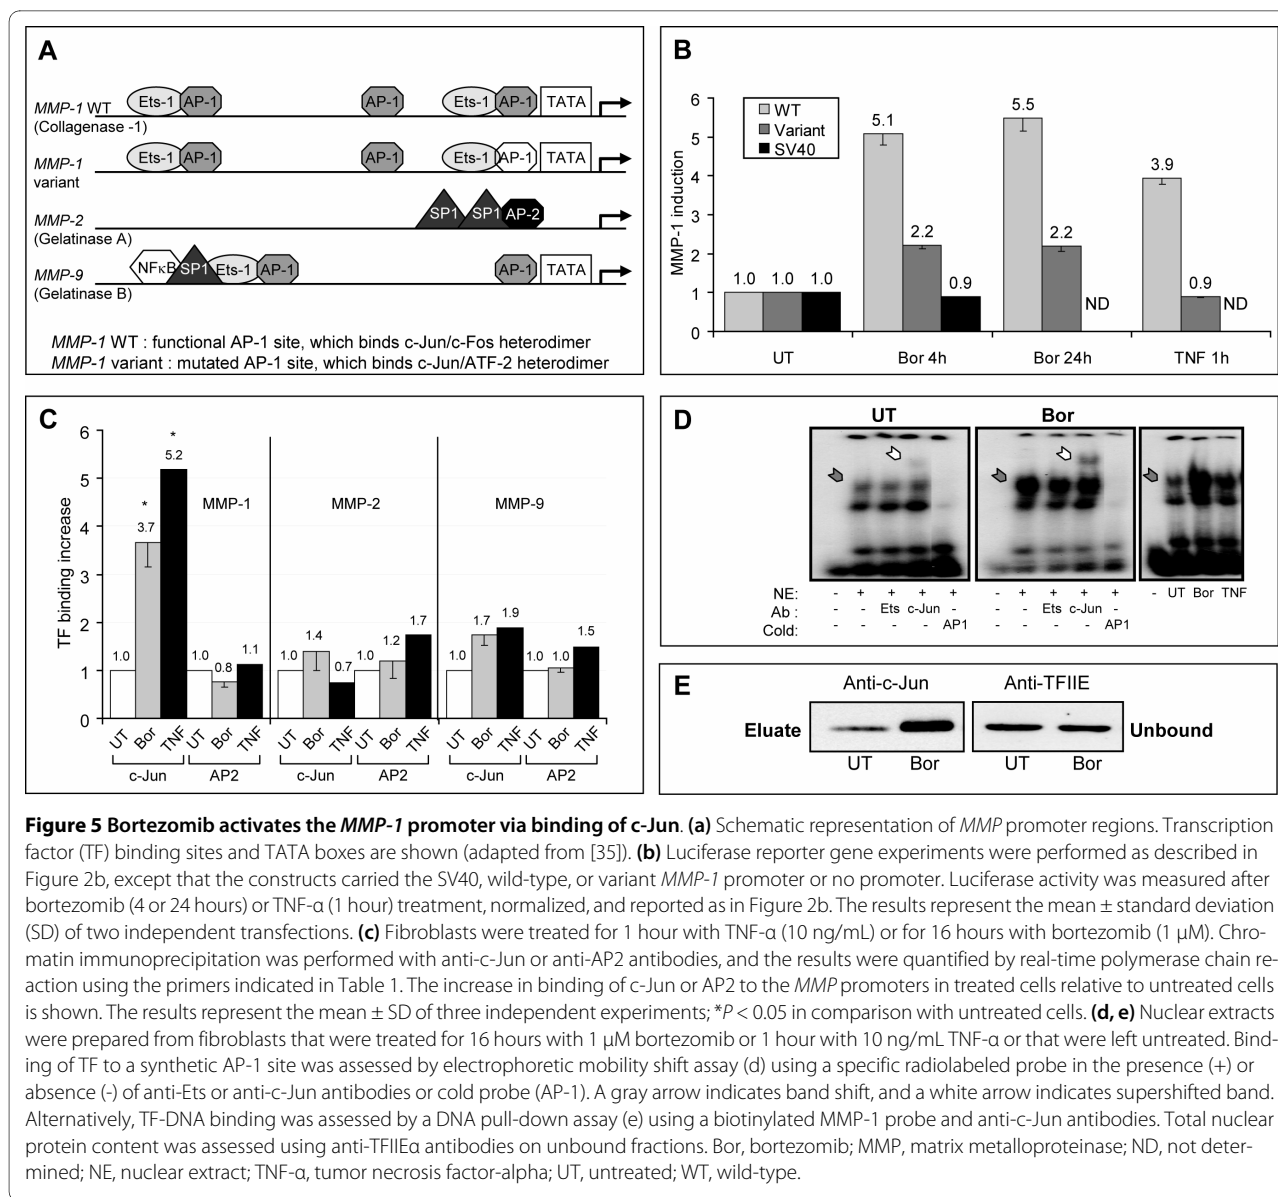 A
MMP-1 WT
(Collagenase -1)
Ets-1 AP-1 AP-1 Ets-1 AP-1 TATA
MMP-1
variant
Ets-1 AP-1 AP-1 Ets-1 AP-1 TATA
MMP-2
(Gelatinase A)
SP1 SP1 AP-2
MMP-9
(Gelatinase B)
NFκB SP1 Ets-1 AP-1 AP-1 TATA
MMP-1 WT : functional AP-1 site, which binds c-Jun/c-Fos heterodimer
MMP-1 variant : mutated AP-1 site, which binds c-Jun/ATF-2 heterodimer
B
MMP-1 induction
6
5
4
3
2
1
0
WT
Variant
SV40
1.0 1.0 1.0
5.1 2.2 0.9
5.5 2.2 ND
3.9 0.9 ND
UT Bor 4h Bor 24h TNF 1h
C
TF binding increase
6
5
4
3
2
1
0
MMP-1 MMP-2 MMP-9
* *
1.0 3.7 5.2 1.0 0.8 1.1
1.0 1.4 0.7 1.0 1.2 1.7
1.0 1.7 1.9 1.0 1.0 1.5
UT Bor TNF UT Bor TNF UT Bor TNF UT Bor TNF UT Bor TNF UT Bor TNF
c-Jun AP2 c-Jun AP2 c-Jun AP2
D
UT Bor
NE: - + + + + - + + + + - UT Bor TNF
Ab : - - Ets c-Jun - - - Ets c-Jun -
Cold: - - - - AP1 - - - - AP1
E
Anti-c-Jun Anti-TFIIE
Eluate Unbound
UT Bor UT Bor
Figure 5 Bortezomib activates the MMP-1 promoter via binding of c-Jun. (a) Schematic representation of MMP promoter regions. Transcription
factor (TF) binding sites and TATA boxes are shown (adapted from [35]). (b) Luciferase reporter gene experiments were performed as described in
Figure 2b, except that the constructs carried the SV40, wild-type, or variant MMP-1 promoter or no promoter. Luciferase activity was measured after
bortezomib (4 or 24 hours) or TNF-α (1 hour) treatment, normalized, and reported as in Figure 2b. The results represent the mean ± standard deviation
(SD) of two independent transfections. (c) Fibroblasts were treated for 1 hour with TNF-α (10 ng/mL) or for 16 hours with bortezomib (1 μM). Chro-
matin immunoprecipitation was performed with anti-c-Jun or anti-AP2 antibodies, and the results were quantified by real-time polymerase chain re-
action using the primers indicated in Table 1. The increase in binding of c-Jun or AP2 to the MMP promoters in treated cells relative to untreated cells
is shown. The results represent the mean ± SD of three independent experiments; *P < 0.05 in comparison with untreated cells. (d, e) Nuclear extracts
were prepared from fibroblasts that were treated for 16 hours with 1 μM bortezomib or 1 hour with 10 ng/mL TNF-α or that were left untreated. Bind-
ing of TF to a synthetic AP-1 site was assessed by electrophoretic mobility shift assay (d) using a specific radiolabeled probe in the presence (+) or
absence (-) of anti-Ets or anti-c-Jun antibodies or cold probe (AP-1). A gray arrow indicates band shift, and a white arrow indicates supershifted band.
Alternatively, TF-DNA binding was assessed by a DNA pull-down assay (e) using a biotinylated MMP-1 probe and anti-c-Jun antibodies. Total nuclear
protein content was assessed using anti-TFIIEα antibodies on unbound fractions. Bor, bortezomib; MMP, matrix metalloproteinase; ND, not deter-
mined; NE, nuclear extract; TNF-α, tumor necrosis factor-alpha; UT, untreated; WT, wild-type.